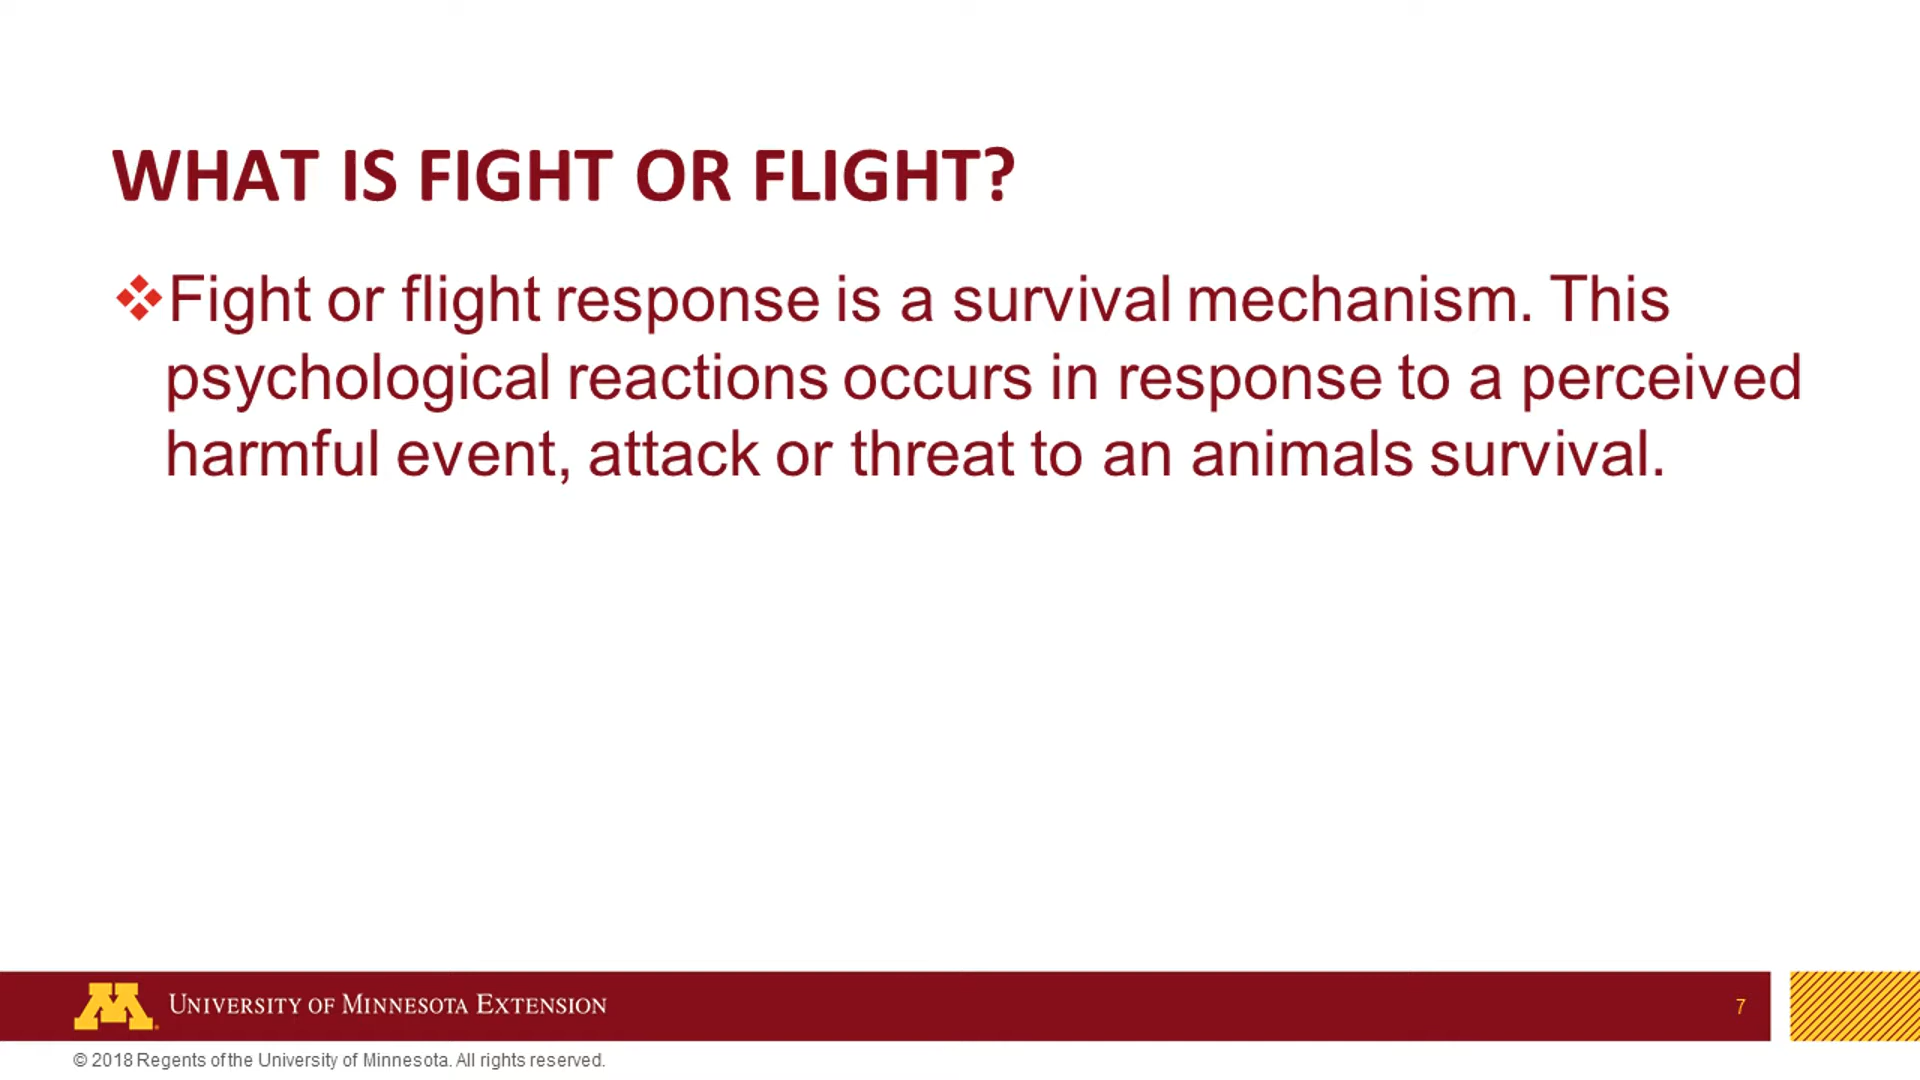 WHAT IS FIGHT OR FLIGHT?
❖Fight or flight response is a survival mechanism. This
psychological reactions occurs in response to a perceived
harmful event, attack or threat to an animals survival.
M UNIVERSITY OF MINNESOTA EXTENSION
7
© 2018 Regents of the University of Minnesota. All rights reserved.